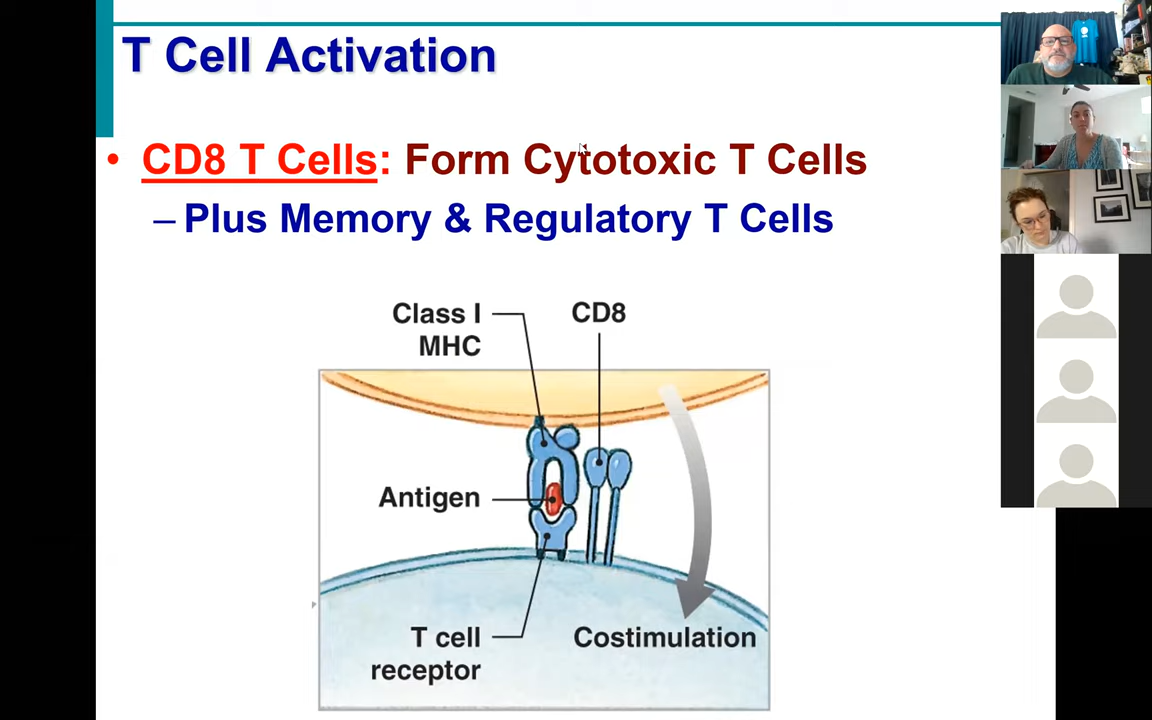 T Cell Activation
• CD8 T Cells: Form Cytotoxic T Cells
– Plus Memory & Regulatory T Cells
Class I
MHC
CD8
Antigen
T cell
receptor
Costimulation